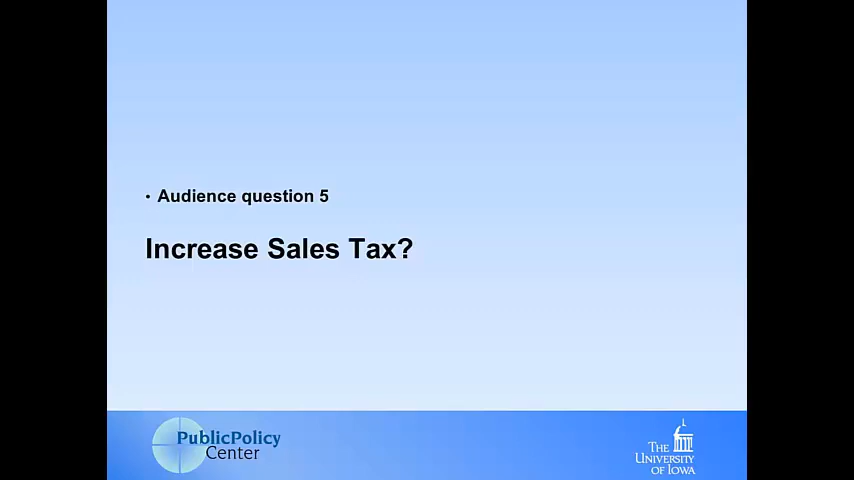 • Audience question 5
Increase Sales Tax?
PublicPolicy
Center
THE
UNIVERSITY
OF IOWA